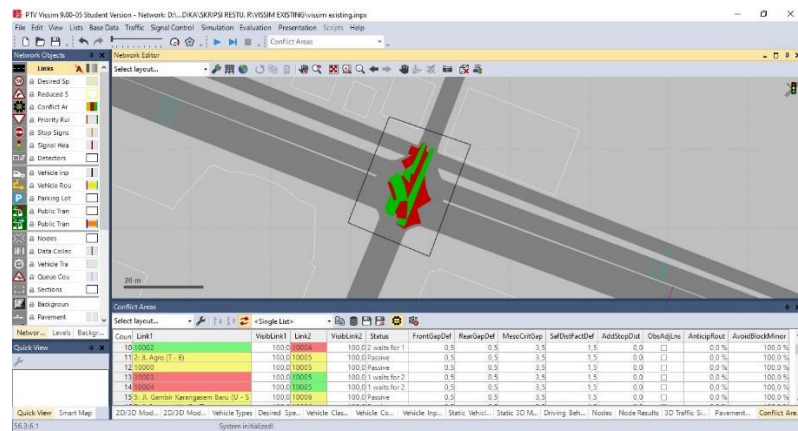 PTV Vissim 9.00-05 Student Version - Network: D:\...DIKA\SKRIPSI RESTU. R\VISSIM EXISTING\vissim existing.inpx
File Edit View Lists Base Data Traffic Signal Control Simulation Evaluation Presentation Scripts Help
Conflict Areas
Network Objects
Network Editor
Links
Select layout...
Desired Sp
Reduced S
Conflict Ar
Priority Rul
Stop Signs
Signal Hea
Detectors
Vehicle Inp
Vehicle Rou
Parking Lot
Public Tran
Public Tran
Nodes
Data Collec
Vehicle Tra
Queue Cou
Sections
Backgroun
Pavement
20 m
Networ... Levels Backgr...
Quick View
Conflict Areas
Select layout... <Single List>
Coun Link1 VisibLink1 Link2 VisibLink2 Status FrontGapDef RearGapDef MesoCritGap SafDistFactDef AddStopDist ObsAdjLns AnticipRout AvoidBlockMinor
10 10002 100,0 10004 100,0 2 waits for 1 0,5 0,5 3,5 1,5 0,0 0,0 % 100,0 %
11 2: Jl. Agro (T - B) 100,0 10005 100,0 Passive 0,5 0,5 3,5 1,5 0,0 0,0 % 100,0 %
12 10000 100,0 10005 100,0 Passive 0,5 0,5 3,5 1,5 0,0 0,0 % 100,0 %
13 10003 100,0 10005 100,0 1 waits for 2 0,5 0,5 3,5 1,5 0,0 0,0 % 100,0 %
14 10004 100,0 10005 100,0 1 waits for 2 0,5 0,5 3,5 1,5 0,0 0,0 % 100,0 %
15 5: Jl. Gambir Karangasem Baru (U - S 100,0 10006 100,0 Passive 0,5 0,5 3,5 1,5 0,0 0,0 % 100,0 %
Quick View Smart Map
2D/3D Mod... 2D/3D Mod... Vehicle Types Desired Spe... Vehicle Clas... Vehicle Co... Vehicle Inp... Static Vehicl... Static 3D M... Driving Beh... Nodes Node Results 3D Traffic Si... Pavement... Conflict Are
56.3:6.1 System initialized!